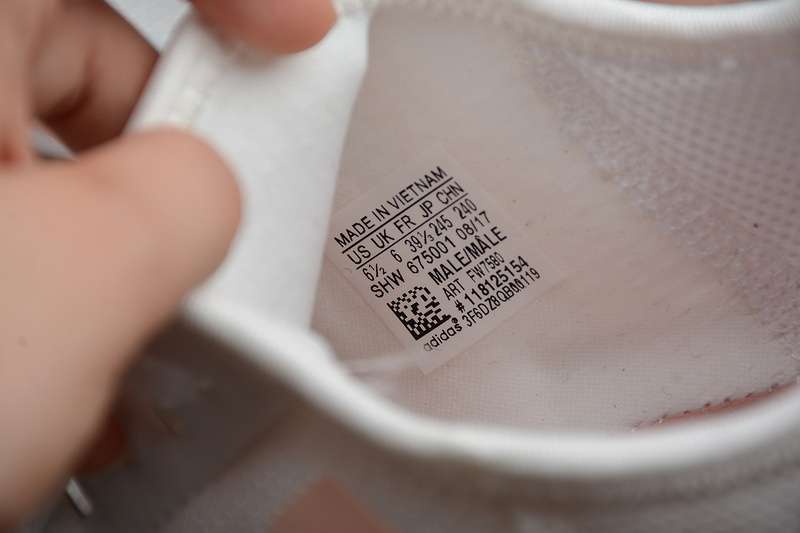 MADE IN VIETNAM
US UK FR JP CHN
6½ 6 39⅓ 245 240
SHW 675001 08/17
MALE/MÂLE
ART FW7580
# 118125154
adidas® 3F6DZ8QB00119